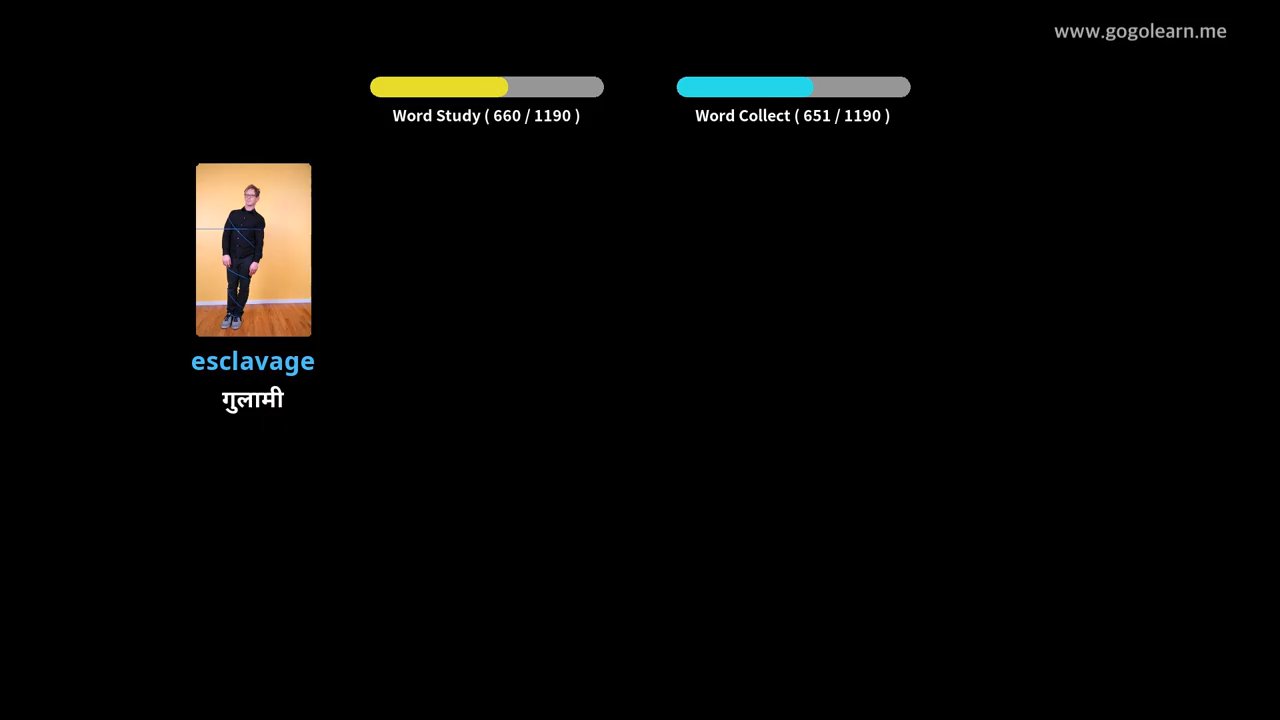 www.gogolearn.me
Word Study ( 660 / 1190 )
Word Collect ( 651 / 1190 )
esclavage
गुलामी